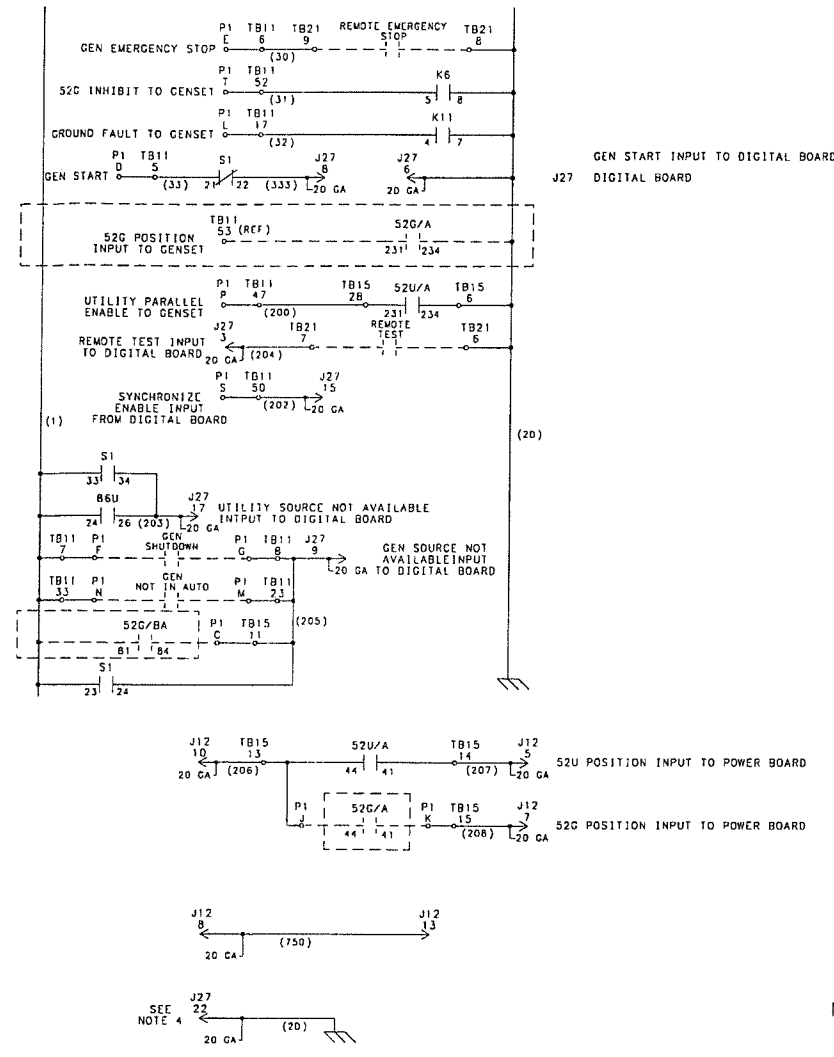 P1 TB11 TB21 REMOTE EMERGENCY STOP TB21
GEN EMERGENCY STOP E 6 9 8
(30)
P1 TB11
52G INHIBIT TO GENSET T 52 K6
(31) 5 8
P1 TB11
GROUND FAULT TO GENSET L 17 K11
(32) 4 7
P1 TB11 S1 J27 J27
GEN START D 5 8 6
(33) 21 22 (333) 20 GA 20 GA
GEN START INPUT TO DIGITAL BOARD
J27 DIGITAL BOARD
TB11
53 (REF) 52G/A
52G POSITION
INPUT TO GENSET
231 234
P1 TB11 TB15 52U/A TB15
UTILITY PARALLEL P 47 28 6
ENABLE TO GENSET (200) 231 234
J27 TB21 REMOTE TEST TB21
REMOTE TEST INPUT 3 7 6
TO DIGITAL BOARD 20 GA (204)
P1 TB11 J27
S 50 15
SYNCHRONIZE
ENABLE INPUT (202) 20 GA
FROM DIGITAL BOARD
(1) (2D)
S1
33 34
86U J27
24 26 (203) 17 UTILITY SOURCE NOT AVAILABLE
INTPUT TO DIGITAL BOARD
20 GA
TB11 P1 GEN SHUTDOWN P1 TB11 J27
7 F G 8 9 GEN SOURCE NOT
AVAILABLEINPUT
20 GA TO DIGITAL BOARD
TB11 P1 GEN NOT IN AUTO P1 TB11
33 N M 23
(205)
52G/BA P1 TB15
C 11
81 84
S1
23 24
J12 TB15 52U/A TB15 J12
10 13 14 5 52U POSITION INPUT TO POWER BOARD
20 GA (206) 44 41 (207) 20 GA
P1 52G/A P1 TB15 J12
J K 15 7 52G POSITION INPUT TO POWER BOARD
44 41 (208) 20 GA
J12 J12
8 13
(750)
20 GA
J27
SEE 22
NOTE 4 (2D)
20 GA